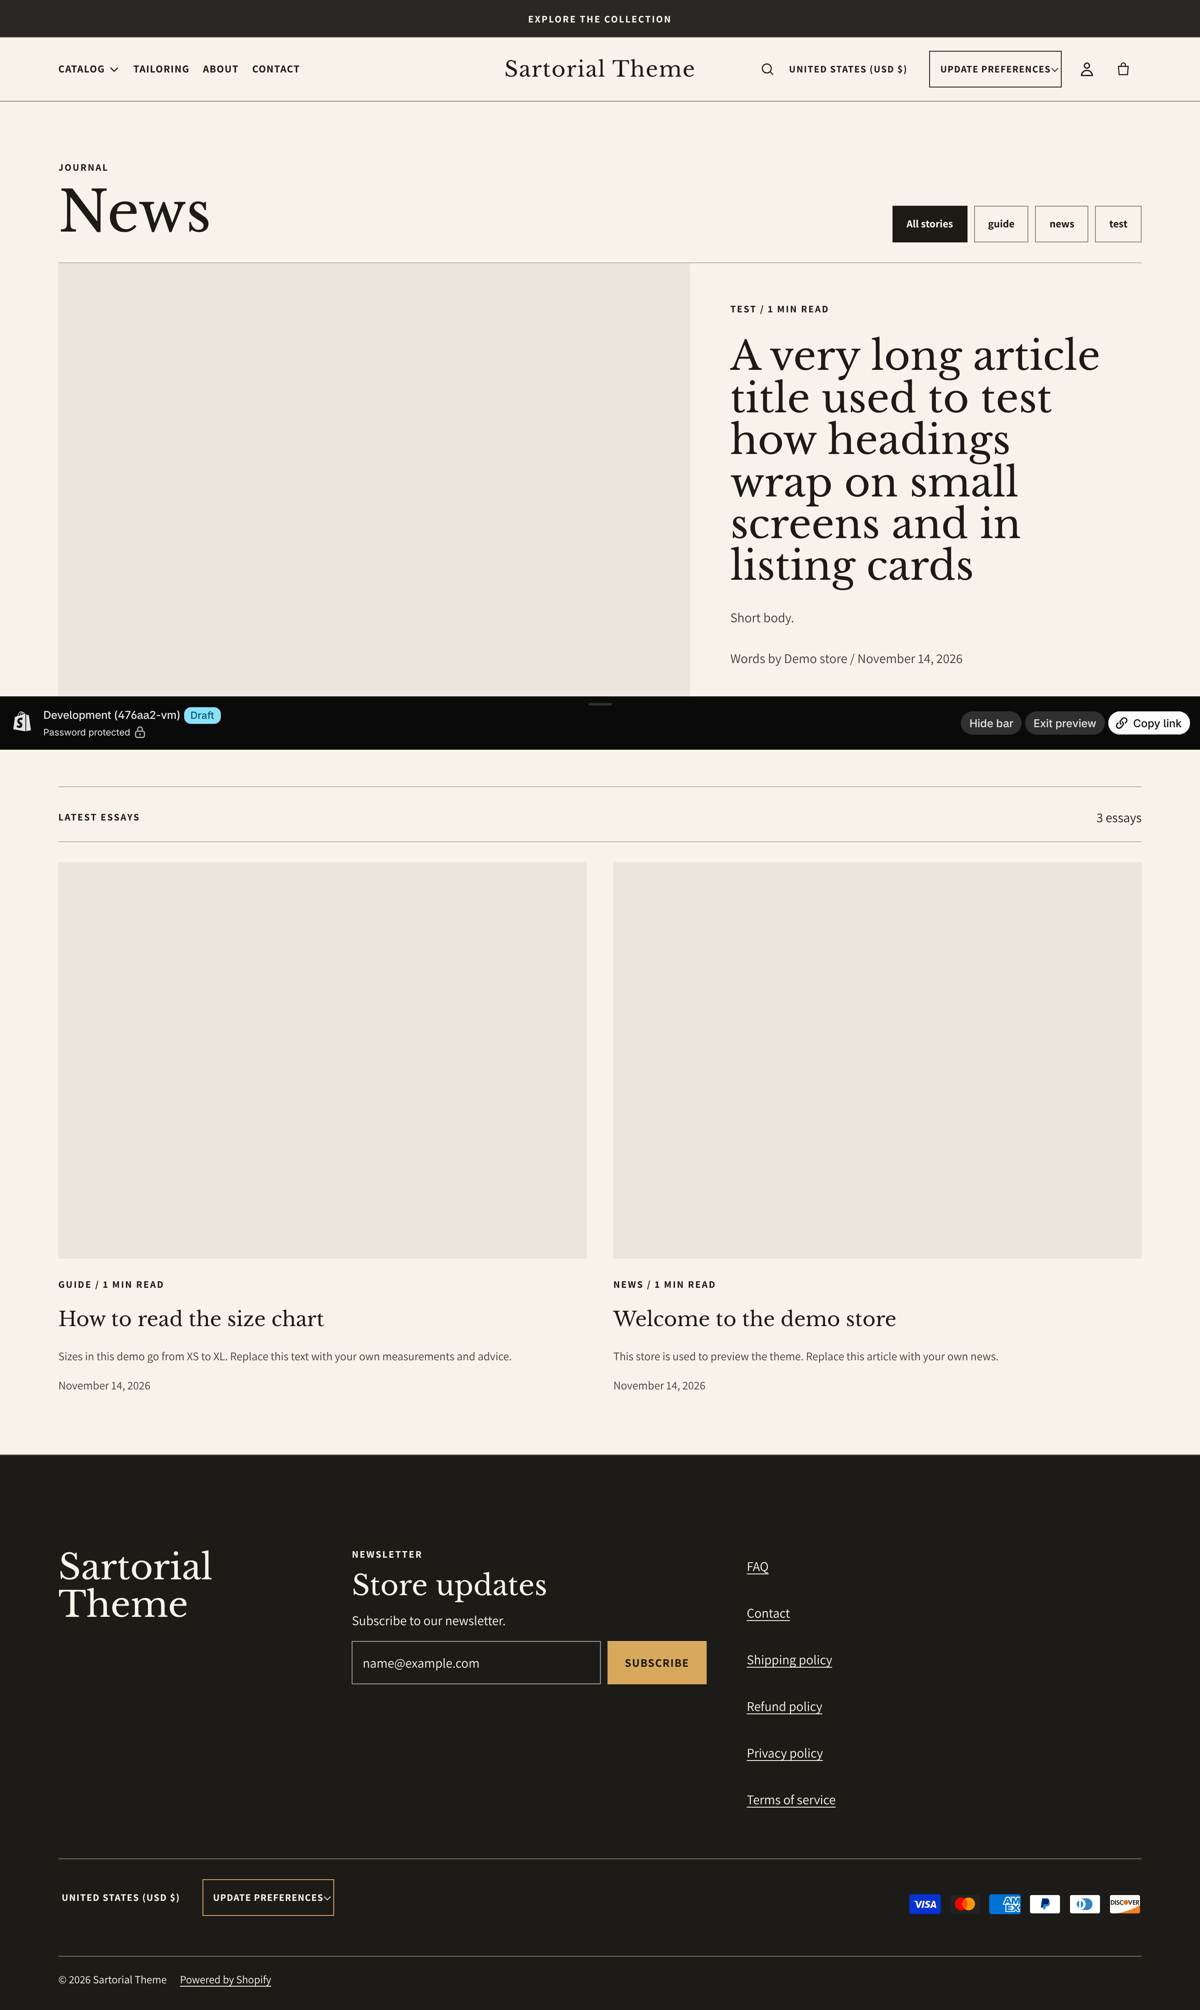 EXPLORE THE COLLECTION
CATALOG
TAILORING
ABOUT
CONTACT
Sartorial Theme
UNITED STATES (USD $)
UPDATE PREFERENCES
JOURNAL
News
All stories
guide
news
test
TEST / 1 MIN READ
A very long article
title used to test
how headings
wrap on small
screens and in
listing cards
Short body.
Words by Demo store / November 14, 2026
Development (476aa2-vm)
Draft
Password protected
Hide bar
Exit preview
Copy link
LATEST ESSAYS
3 essays
GUIDE / 1 MIN READ
How to read the size chart
Sizes in this demo go from XS to XL. Replace this text with your own measurements and advice.
November 14, 2026
NEWS / 1 MIN READ
Welcome to the demo store
This store is used to preview the theme. Replace this article with your own news.
November 14, 2026
Sartorial
Theme
NEWSLETTER
Store updates
Subscribe to our newsletter.
name@example.com
SUBSCRIBE
FAQ
Contact
Shipping policy
Refund policy
Privacy policy
Terms of service
UNITED STATES (USD $)
UPDATE PREFERENCES
VISA
AM
EX
DISCOVER
© 2026 Sartorial Theme
Powered by Shopify